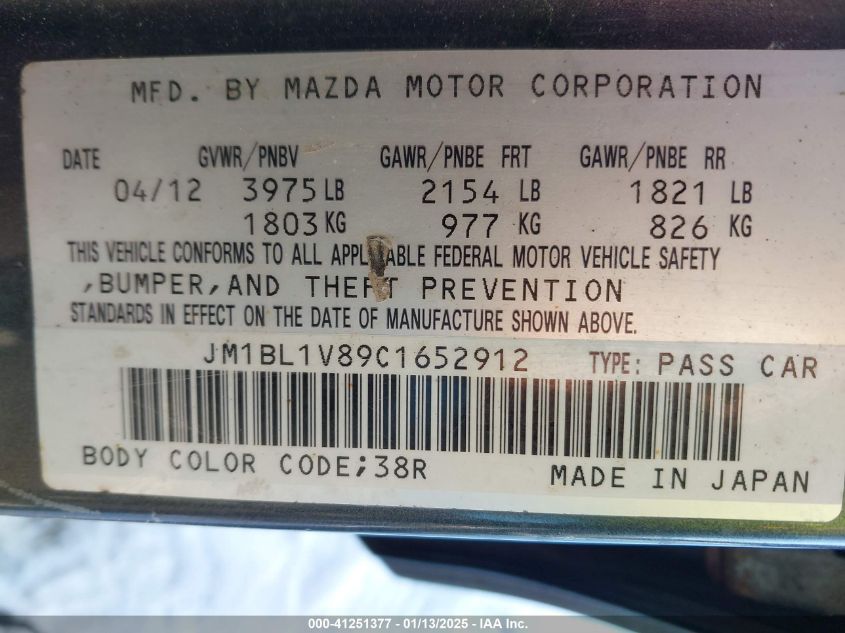 MFD. BY MAZDA MOTOR CORPORATION
DATE GVWR/PNBV GAWR/PNBE FRT GAWR/PNBE RR
04/12 3975 LB 2154 LB 1821 LB
1803 KG 977 KG 826 KG
THIS VEHICLE CONFORMS TO ALL APPLICABLE FEDERAL MOTOR VEHICLE SAFETY
,BUMPER,AND THEFT PREVENTION
STANDARDS IN EFFECT ON THE DATE OF MANUFACTURE SHOWN ABOVE.
JM1BL1V89C1652912 TYPE: PASS CAR
BODY COLOR CODE;38R MADE IN JAPAN
000-41251377 - 01/13/2025 - IAA Inc.